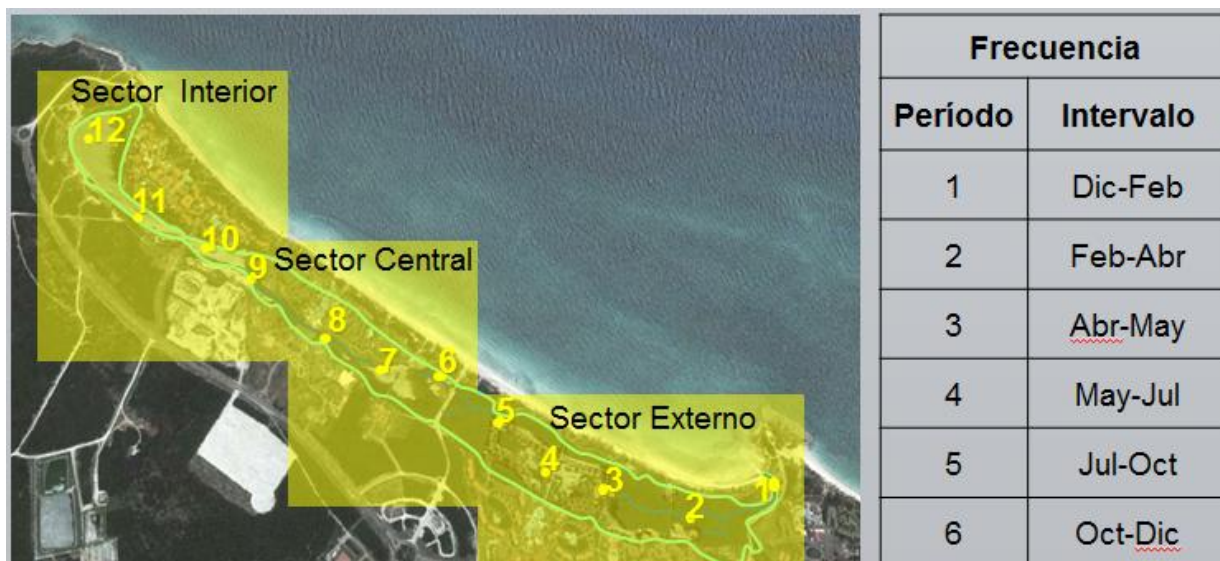 Sector Interior
12
11
10
9
Sector Central
8
7
6
5
Sector Externo
4
3
2
1
Frecuencia
Período Intervalo
1 Dic-Feb
2 Feb-Abr
3 Abr-May
4 May-Jul
5 Jul-Oct
6 Oct-Dic